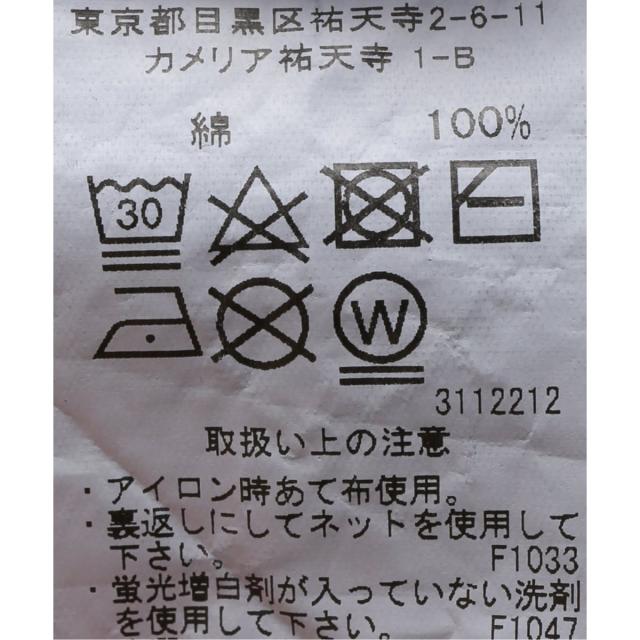 東京都目黒区祐天寺2-6-11
カメリア祐天寺 1-B
綿 100%
30
W
3112212
取扱い上の注意
・アイロン時あて布使用。
・裏返しにしてネットを使用して
下さい。 F1033
・蛍光増白剤が入っていない洗剤
を使用して下さい。 F1047